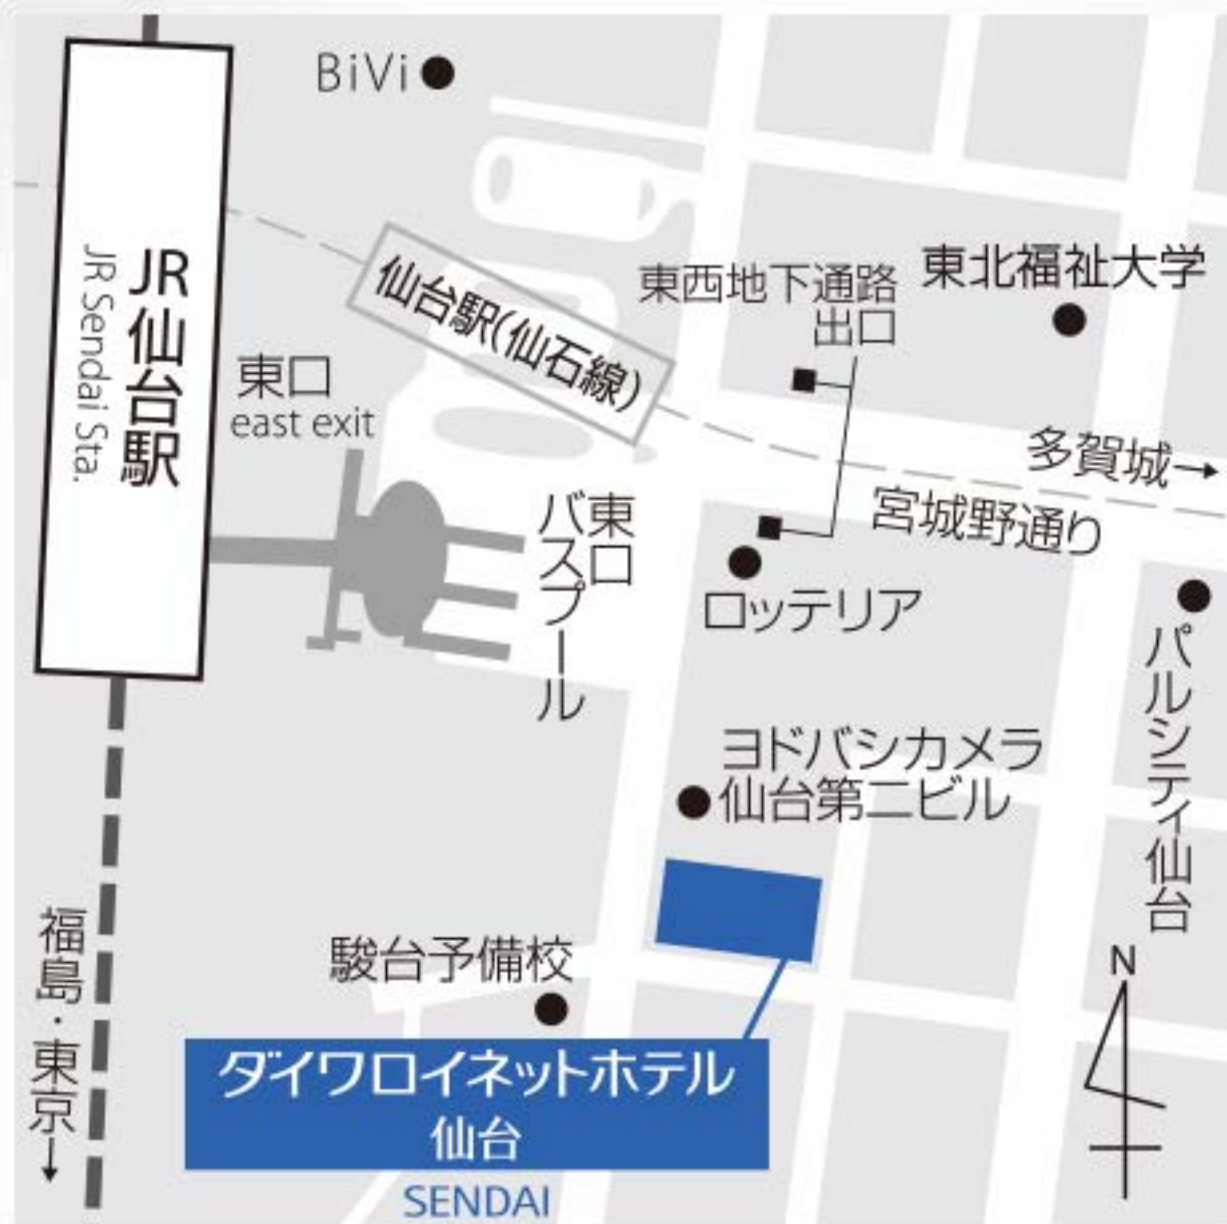 BiVi
JR仙台駅
JR Sendai Sta.
仙台駅(仙石線)
東西地下通路
出口
東北福祉大学
東口
east exit
多賀城→
宮城野通り
東口
バスプール
ロッテリア
パルシティ仙台
ヨドバシカメラ
仙台第二ビル
福島・東京→
駿台予備校
N
ダイワロイネットホテル
仙台
SENDAI